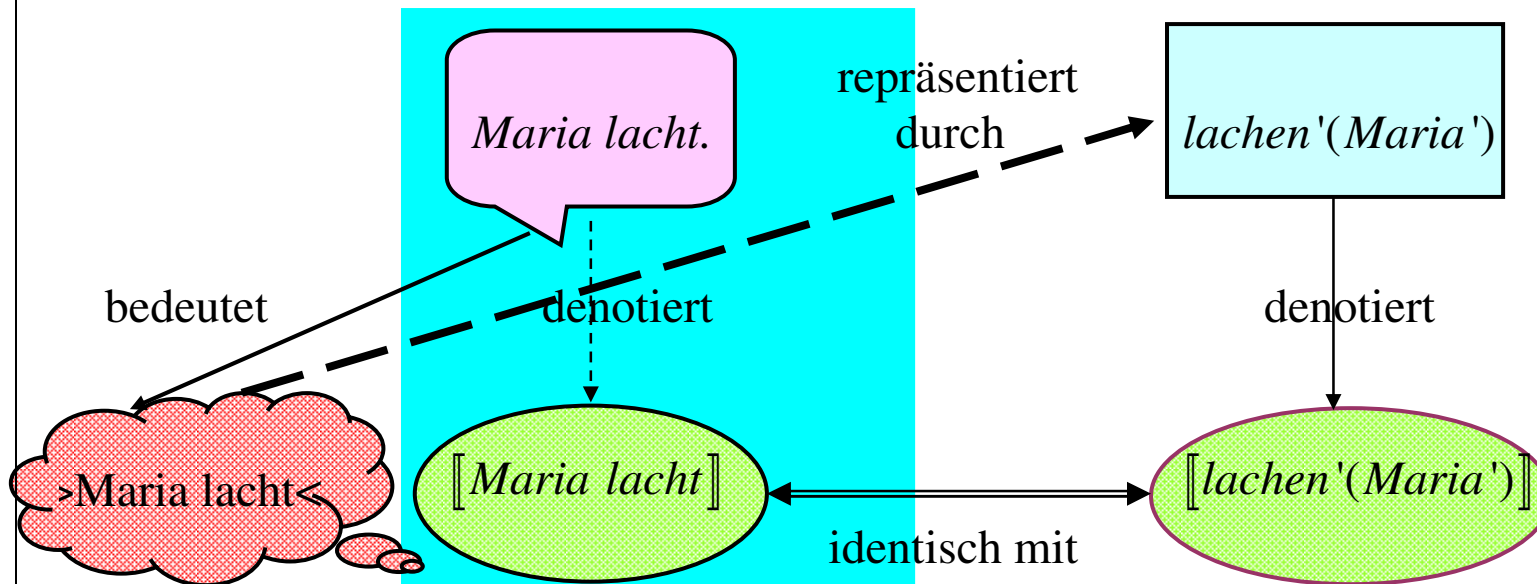 Maria lacht.
repräsentiert
durch
lachen'(Maria')
bedeutet
denotiert
denotiert
>Maria lacht<
⟦Maria lacht⟧
identisch mit
⟦lachen'(Maria')⟧